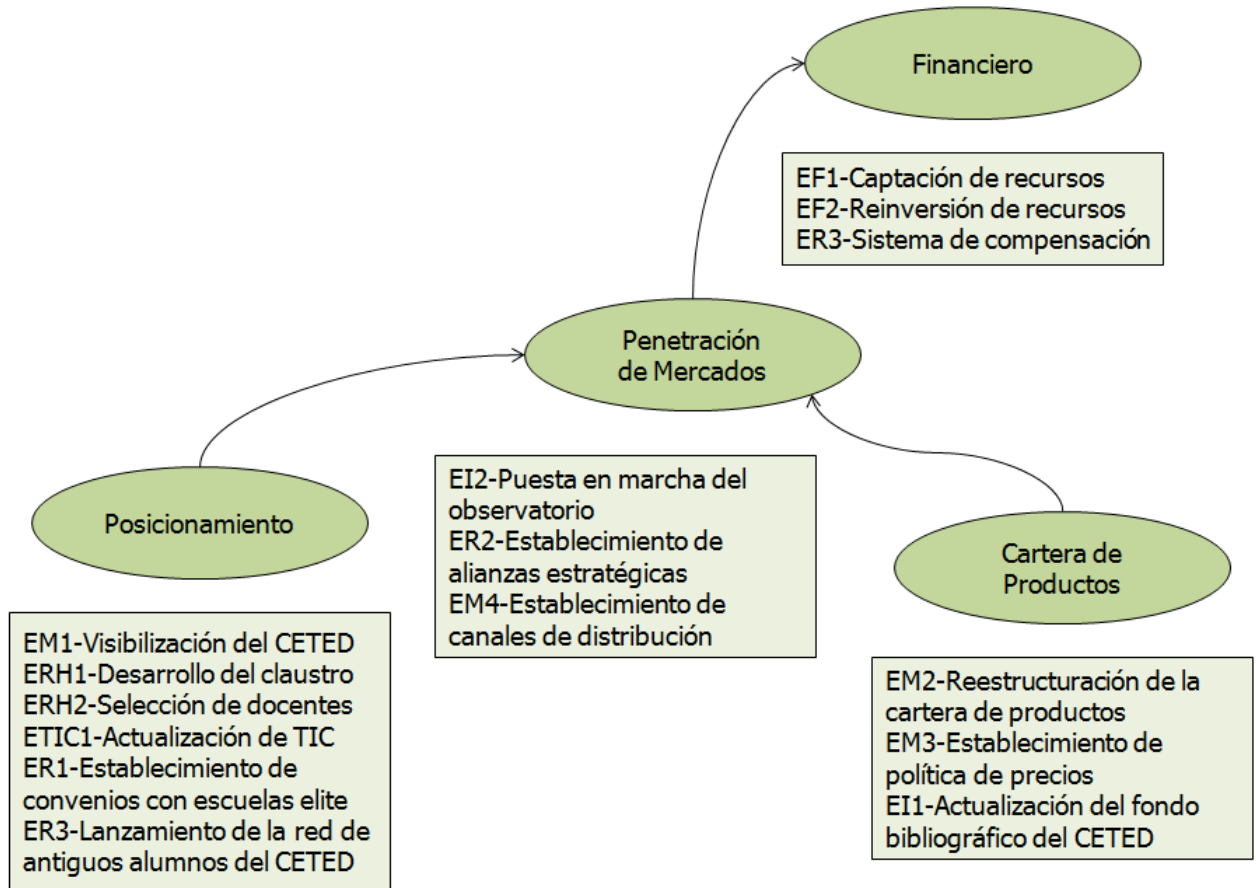 Financiero
EF1-Captación de recursos
EF2-Reinversión de recursos
ER3-Sistema de compensación
Penetración
de Mercados
EI2-Puesta en marcha del
observatorio
ER2-Establecimiento de
alianzas estratégicas
EM4-Establecimiento de
canales de distribución
Posicionamiento
EM1-Visibilización del CETED
ERH1-Desarrollo del claustro
ERH2-Selección de docentes
ETIC1-Actualización de TIC
ER1-Establecimiento de
convenios con escuelas elite
ER3-Lanzamiento de la red de
antiguos alumnos del CETED
Cartera de
Productos
EM2-Reestructuración de la
cartera de productos
EM3-Establecimiento de
política de precios
EI1-Actualización del fondo
bibliográfico del CETED